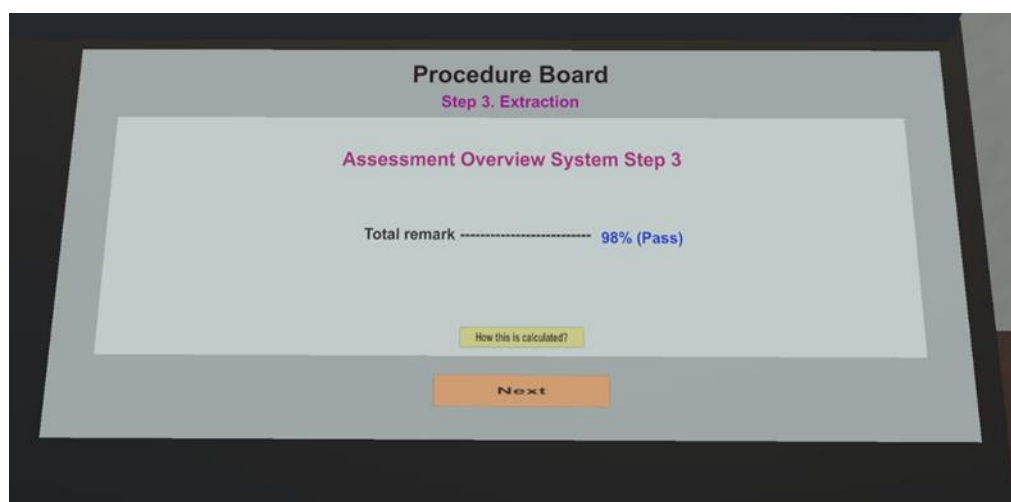 Procedure Board
Step 3. Extraction
Assessment Overview System Step 3
Total remark ------------------------- 98% (Pass)
How this is calculated?
Next